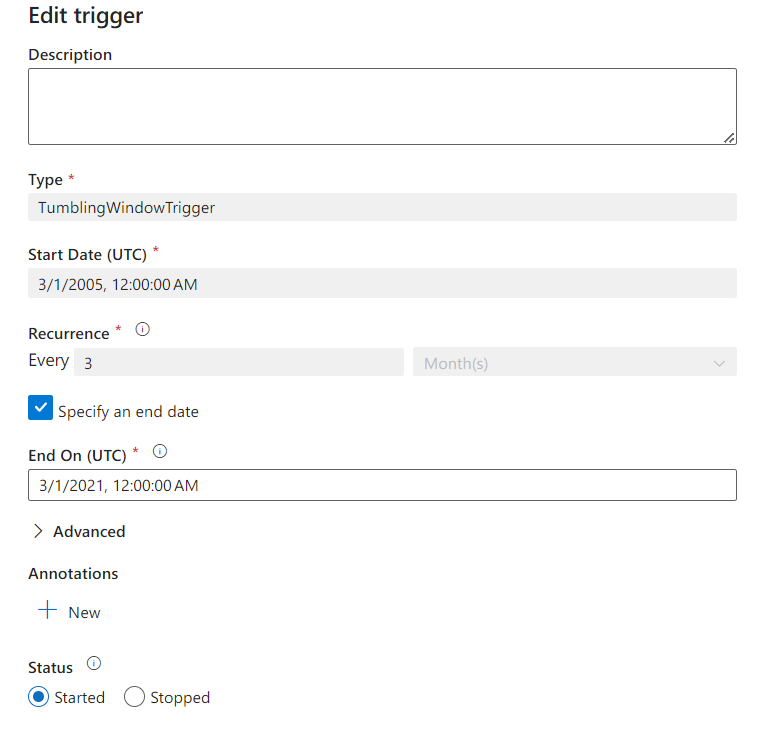 Edit trigger
Description
Type *
TumblingWindowTrigger
Start Date (UTC) *
3/1/2005, 12:00:00 AM
Recurrence *
Every 3 Month(s)
Specify an end date
End On (UTC) *
3/1/2021, 12:00:00 AM
Advanced
Annotations
New
Status
Started Stopped